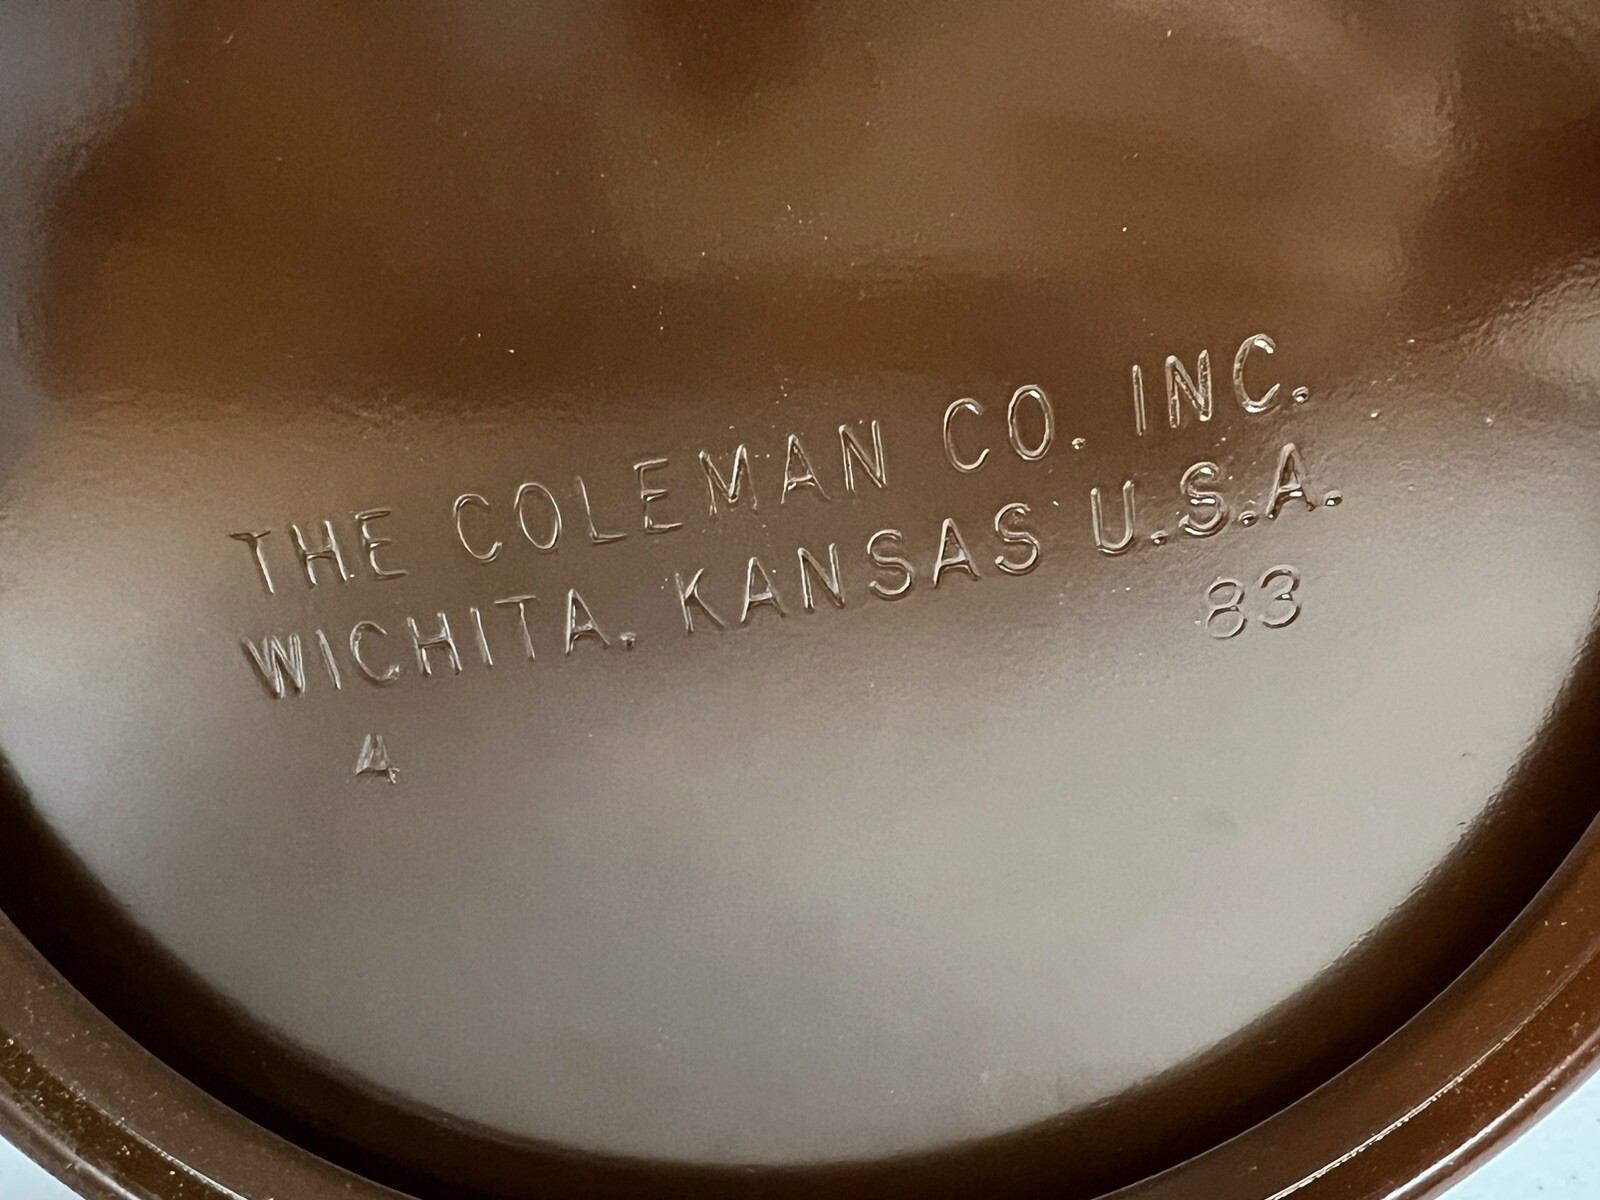 THE COLEMAN CO. INC.
WICHITA, KANSAS U.S.A.
4 83